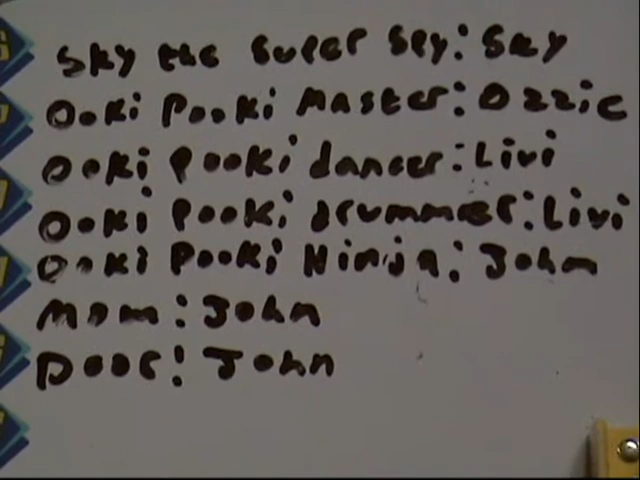 Sky the Super Spy: Sky
Ooki Pooki Master: Ozzie
Ooki Pooki dancer: Livi
Ooki Pooki drummer: Livi
Ooki Pooki Ninja: John
Mom: John
Door: John